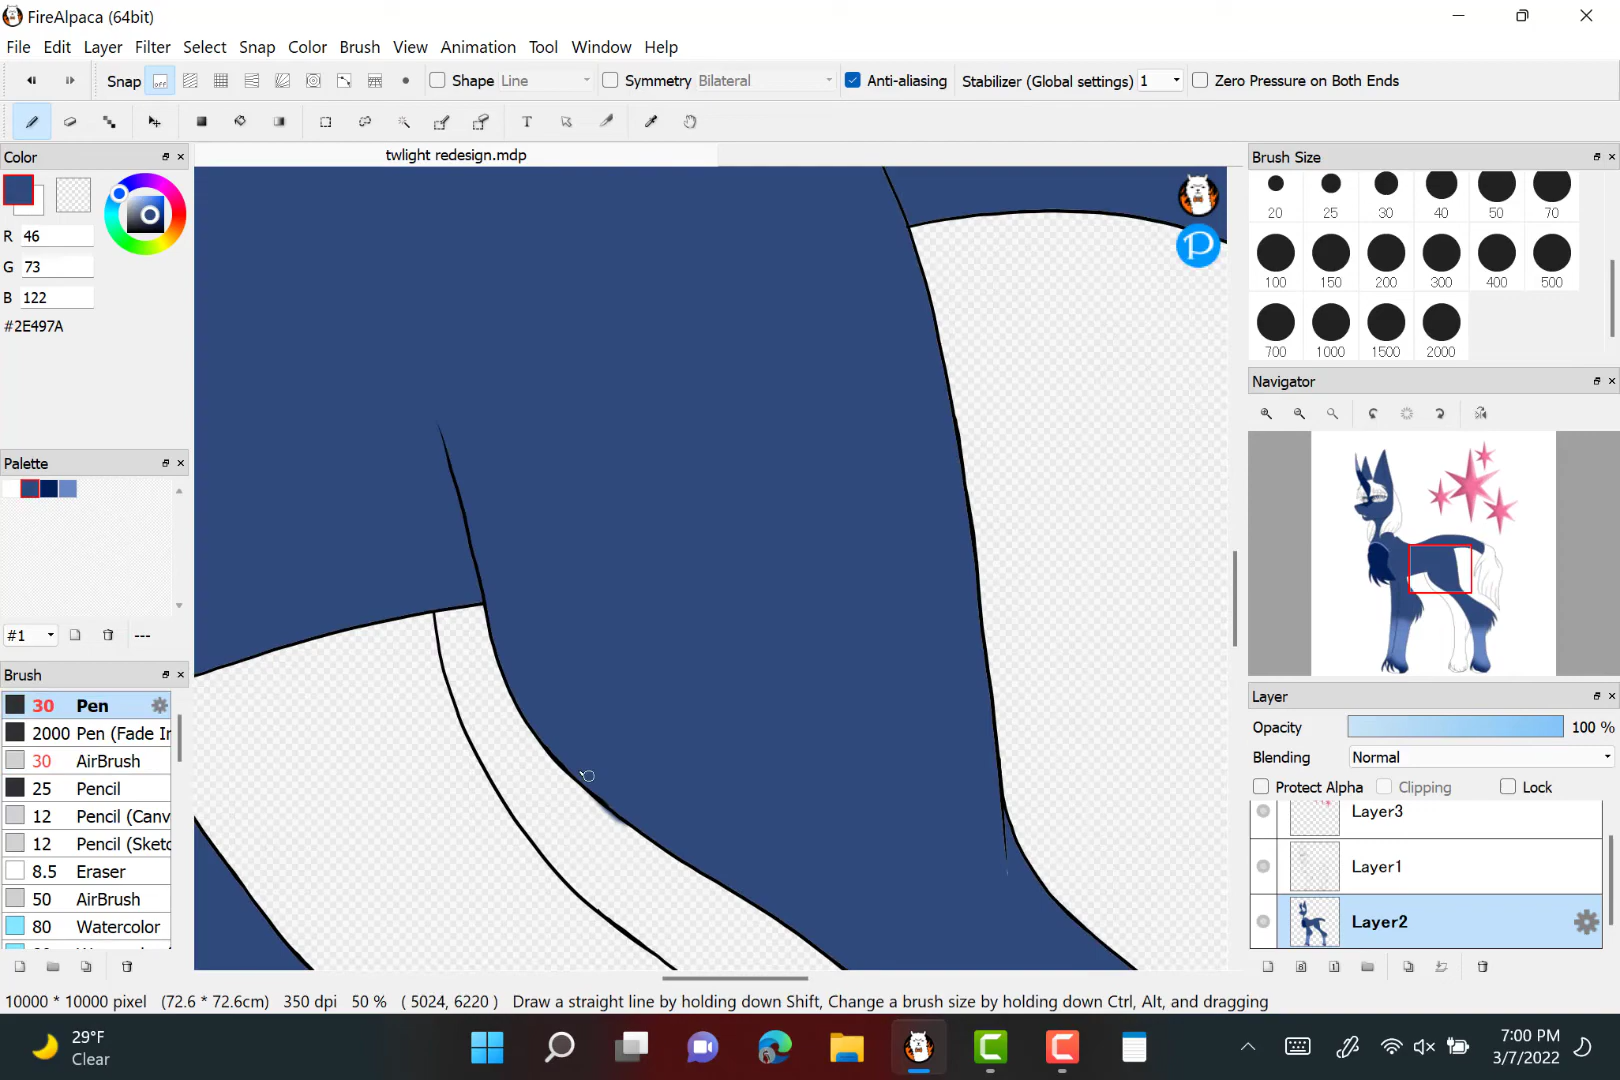 FireAlpaca (64bit)
File Edit Layer Filter Select Snap Color Brush View Animation Tool Window Help
Snap off Shape Line Symmetry Bilateral Anti-aliasing Stabilizer (Global settings) 1 Zero Pressure on Both Ends
T
Color
twlight redesign.mdp
Brush Size
R 46
G 73
B 122
#2E497A
P
20 25 30 40 50 70
100 150 200 300 400 500
700 1000 1500 2000
Navigator
Palette
#1 ---
Brush
30 Pen
2000 Pen (Fade In
30 AirBrush
25 Pencil
12 Pencil (Canv
12 Pencil (Sketc
8.5 Eraser
50 AirBrush
80 Watercolor
Layer
Opacity 100 %
Blending Normal
Protect Alpha Clipping Lock
Layer3
Layer1
Layer2
10000 * 10000 pixel (72.6 * 72.6cm) 350 dpi 50 % ( 5024, 6220 ) Draw a straight line by holding down Shift, Change a brush size by holding down Ctrl, Alt, and dragging
29°F
Clear
7:00 PM
3/7/2022